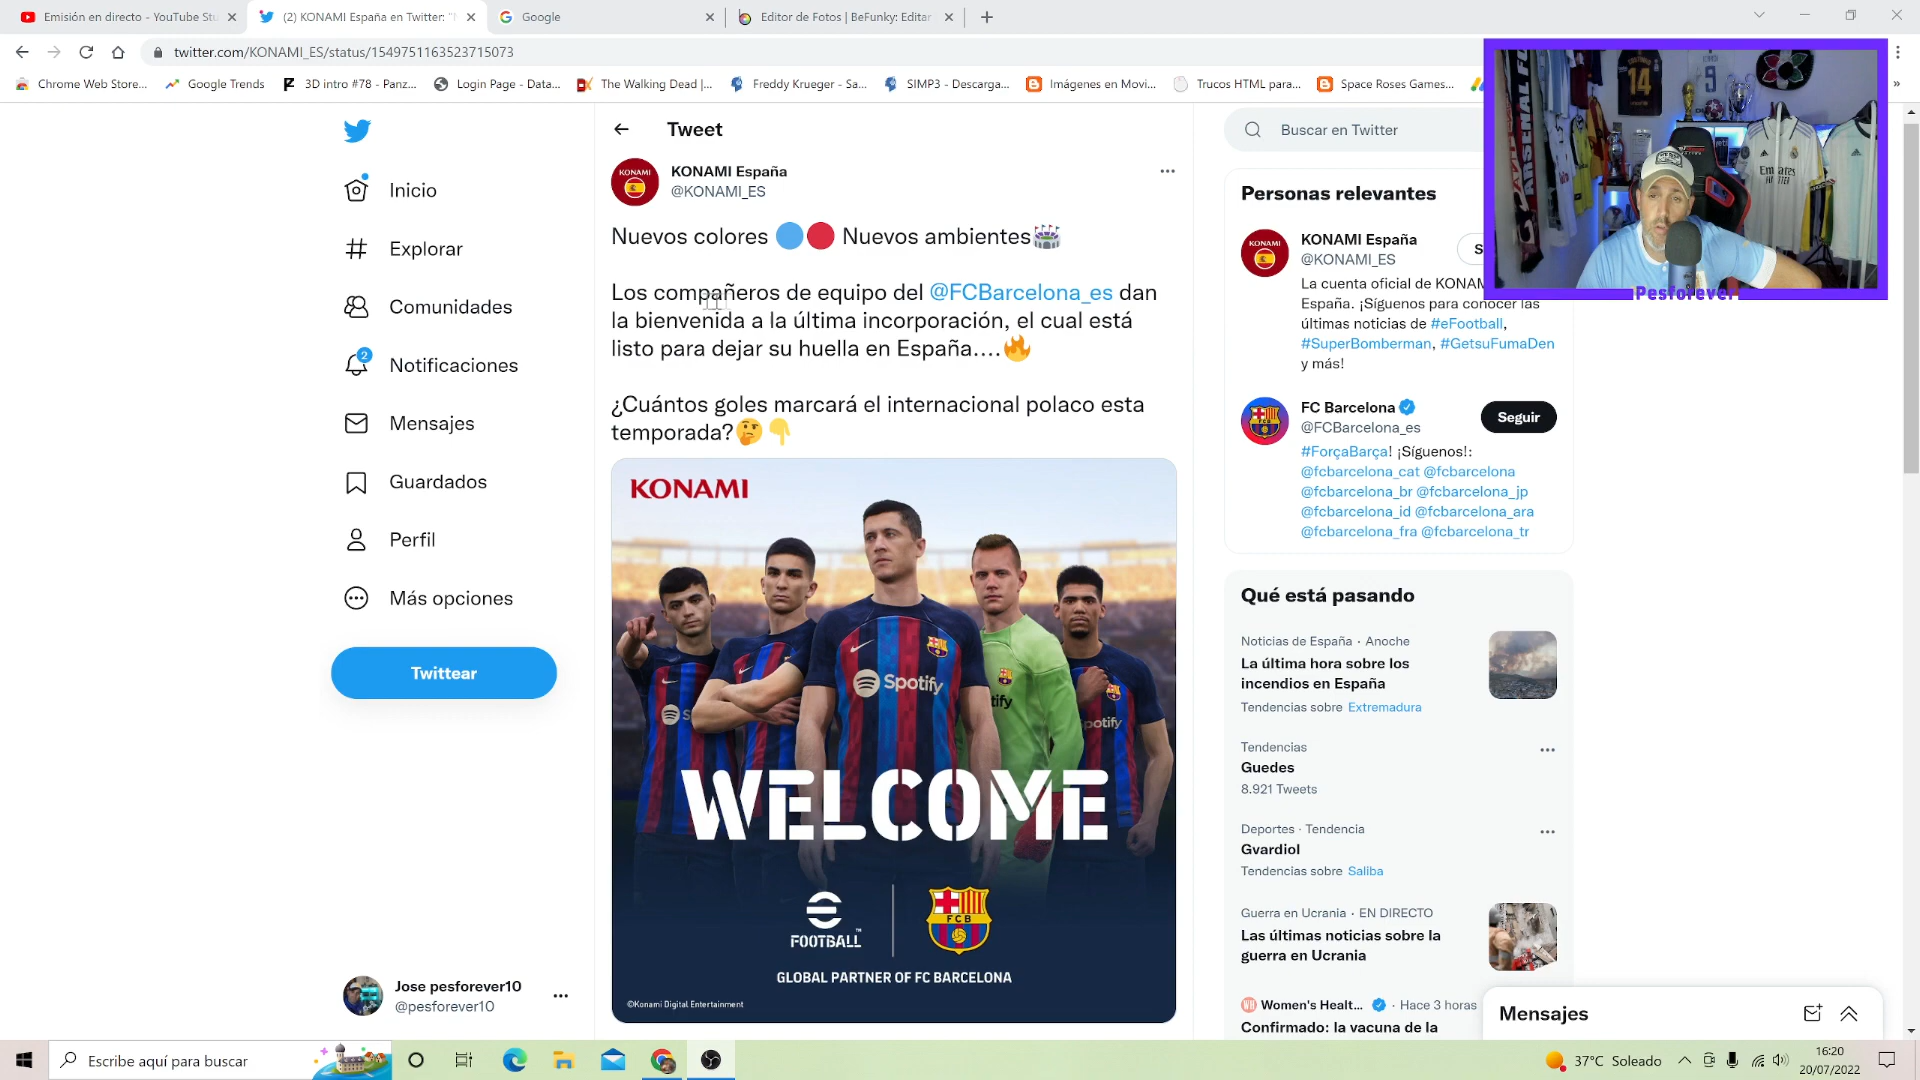 Emisión en directo - YouTube Stu
(2) KONAMI España en Twitter: "N
Google
Editor de Fotos | BeFunky: Editar
twitter.com/KONAMI_ES/status/1549751163523715073
Chrome Web Store...
Google Trends
3D intro #78 - Panz...
Login Page - Data...
The Walking Dead |...
Freddy Krueger - Sa...
SIMP3 - Descarga...
Imágenes en Movi...
Trucos HTML para...
Space Roses Games...
Inicio
Explorar
Comunidades
2
Notificaciones
Mensajes
Guardados
Perfil
Más opciones
Twittear
Jose pesforever10
@pesforever10
Tweet
KONAMI
KONAMI España
@KONAMI_ES
Nuevos colores 🔵🔴 Nuevos ambientes🏟
Los compañeros de equipo del @FCBarcelona_es dan
la bienvenida a la última incorporación, el cual está
listo para dejar su huella en España....🔥
¿Cuántos goles marcará el internacional polaco esta
temporada?🤔👇
KONAMI
Spotify
WELCOME
FOOTBALL™
FCB
GLOBAL PARTNER OF FC BARCELONA
©Konami Digital Entertainment
Buscar en Twitter
Personas relevantes
KONAMI
KONAMI España
@KONAMI_ES
S
La cuenta oficial de KONAM
España. ¡Síguenos para conocer las
últimas noticias de #eFootball,
#SuperBomberman, #GetsuFumaDen
y más!
FC Barcelona
@FCBarcelona_es
Seguir
#ForçaBarça! ¡Síguenos!:
@fcbarcelona_cat @fcbarcelona
@fcbarcelona_br @fcbarcelona_jp
@fcbarcelona_id @fcbarcelona_ara
@fcbarcelona_fra @fcbarcelona_tr
Qué está pasando
Noticias de España · Anoche
La última hora sobre los
incendios en España
Tendencias sobre Extremadura
Tendencias
Guedes
8.921 Tweets
Deportes · Tendencia
Gvardiol
Tendencias sobre Saliba
Guerra en Ucrania · EN DIRECTO
Las últimas noticias sobre la
guerra en Ucrania
WH Women's Healt... · Hace 3 horas
Confirmado: la vacuna de la
Mensajes
14
9
ARSENAL F
Emirates
Pesforever
Escribe aquí para buscar
37°C Soleado
16:20
20/07/2022